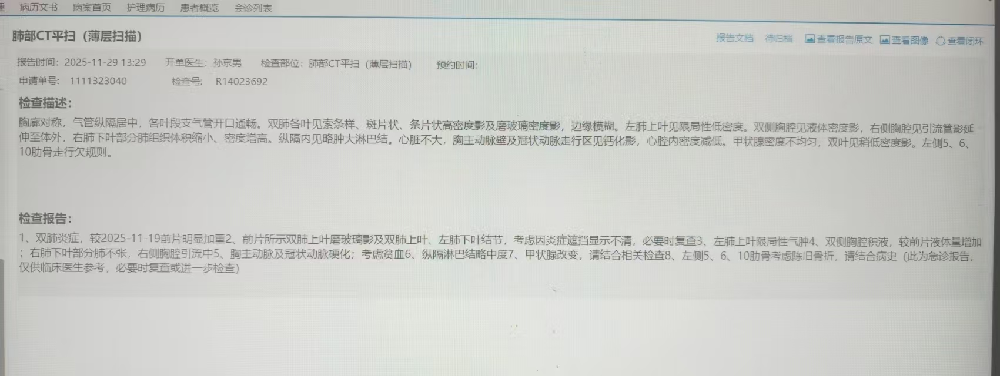 理 病历文书 病案首页 护理病历 患者概览 会诊列表
肺部CT平扫（薄层扫描） 报告文档 待归档 查看报告原文 查看图像 查看闭环
报告时间：2025-11-29 13:29 开单医生：孙京男 检查部位：肺部CT平扫（薄层扫描） 预约时间：
申请单号： 1111323040 检查号： R14023692
检查描述：
胸廓对称，气管纵隔居中，各叶段支气管开口通畅。双肺各叶见索条样、斑片状、条片状高密度影及磨玻璃密度影，边缘模糊。左肺上叶见限局性低密度。双侧胸腔见液体密度影，右侧胸腔见引流管影延
伸至体外，右肺下叶部分肺组织体积缩小、密度增高。纵隔内见略肿大淋巴结。心脏不大，胸主动脉壁及冠状动脉走行区见钙化影，心腔内密度减低。甲状腺密度不均匀，双叶见稍低密度影。左侧5、6、
10肋骨走行欠规则。
检查报告：
1、双肺炎症，较2025-11-19前片明显加重2、前片所示双肺上叶磨玻璃影及双肺上叶、左肺下叶结节，考虑因炎症遮挡显示不清，必要时复查3、左肺上叶限局性气肿4、双侧胸腔积液，较前片液体量增加
；右肺下叶部分肺不张，右侧胸腔引流中5、胸主动脉及冠状动脉硬化；考虑贫血6、纵隔淋巴结略中度7、甲状腺改变，请结合相关检查8、左侧5、6、10肋骨考虑陈旧骨折，请结合病史（此为急诊报告，
仅供临床医生参考，必要时复查或进一步检查）